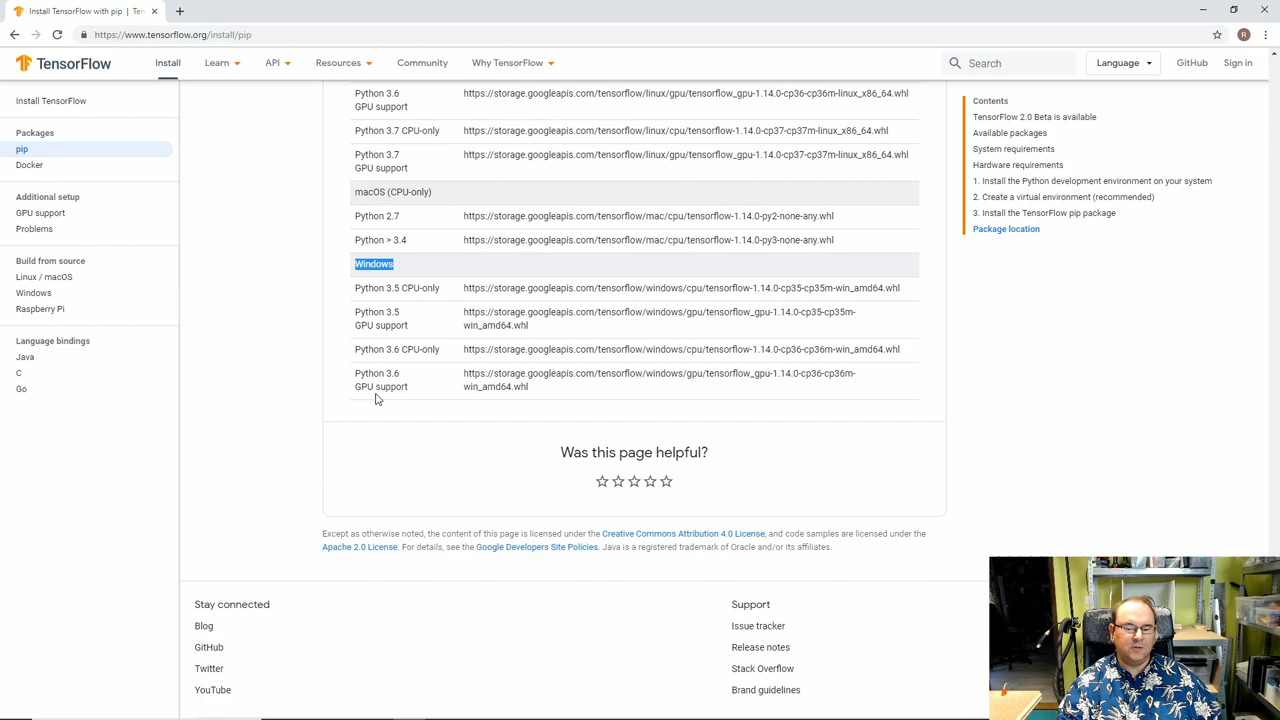 Install TensorFlow with pip | Ten
https://www.tensorflow.org/install/pip
R
TensorFlow
Install
Learn
API
Resources
Community
Why TensorFlow
Search
Language
GitHub
Sign in
Install TensorFlow
Packages
pip
Docker
Additional setup
GPU support
Problems
Build from source
Linux / macOS
Windows
Raspberry Pi
Language bindings
Java
C
Go
Python 3.6
GPU support
https://storage.googleapis.com/tensorflow/linux/gpu/tensorflow_gpu-1.14.0-cp36-cp36m-linux_x86_64.whl
Python 3.7 CPU-only
https://storage.googleapis.com/tensorflow/linux/cpu/tensorflow-1.14.0-cp37-cp37m-linux_x86_64.whl
Python 3.7
GPU support
https://storage.googleapis.com/tensorflow/linux/gpu/tensorflow_gpu-1.14.0-cp37-cp37m-linux_x86_64.whl
macOS (CPU-only)
Python 2.7
https://storage.googleapis.com/tensorflow/mac/cpu/tensorflow-1.14.0-py2-none-any.whl
Python > 3.4
https://storage.googleapis.com/tensorflow/mac/cpu/tensorflow-1.14.0-py3-none-any.whl
Windows
Python 3.5 CPU-only
https://storage.googleapis.com/tensorflow/windows/cpu/tensorflow-1.14.0-cp35-cp35m-win_amd64.whl
Python 3.5
GPU support
https://storage.googleapis.com/tensorflow/windows/gpu/tensorflow_gpu-1.14.0-cp35-cp35m-
win_amd64.whl
Python 3.6 CPU-only
https://storage.googleapis.com/tensorflow/windows/cpu/tensorflow-1.14.0-cp36-cp36m-win_amd64.whl
Python 3.6
GPU support
https://storage.googleapis.com/tensorflow/windows/gpu/tensorflow_gpu-1.14.0-cp36-cp36m-
win_amd64.whl
Was this page helpful?
Except as otherwise noted, the content of this page is licensed under the Creative Commons Attribution 4.0 License, and code samples are licensed under the
Apache 2.0 License. For details, see the Google Developers Site Policies. Java is a registered trademark of Oracle and/or its affiliates.
Contents
TensorFlow 2.0 Beta is available
Available packages
System requirements
Hardware requirements
1. Install the Python development environment on your system
2. Create a virtual environment (recommended)
3. Install the TensorFlow pip package
Package location
Stay connected
Blog
GitHub
Twitter
YouTube
Support
Issue tracker
Release notes
Stack Overflow
Brand guidelines